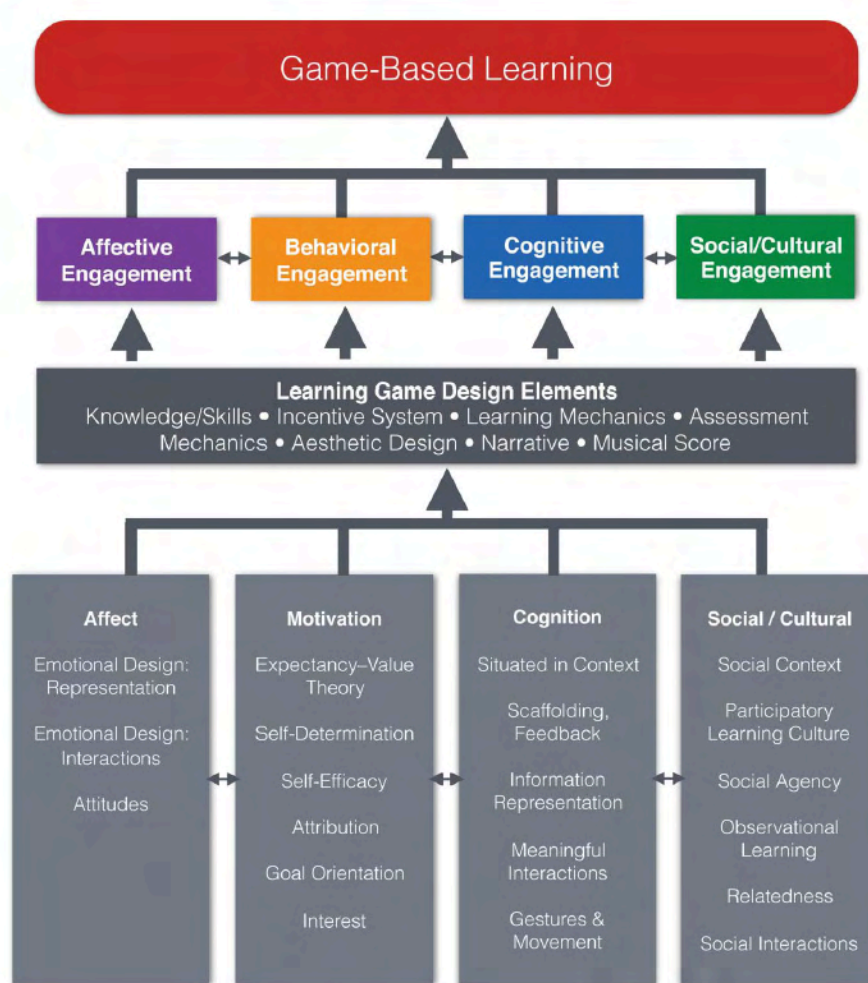 Game-Based Learning
Affective
Engagement
Behavioral
Engagement
Cognitive
Engagement
Social/Cultural
Engagement
Learning Game Design Elements
Knowledge/Skills • Incentive System • Learning Mechanics • Assessment
Mechanics • Aesthetic Design • Narrative • Musical Score
Affect
Emotional Design:
Representation
Emotional Design:
Interactions
Attitudes
Motivation
Expectancy–Value
Theory
Self-Determination
Self-Efficacy
Attribution
Goal Orientation
Interest
Cognition
Situated in Context
Scaffolding,
Feedback
Information
Representation
Meaningful
Interactions
Gestures &
Movement
Social / Cultural
Social Context
Participatory
Learning Culture
Social Agency
Observational
Learning
Relatedness
Social Interactions